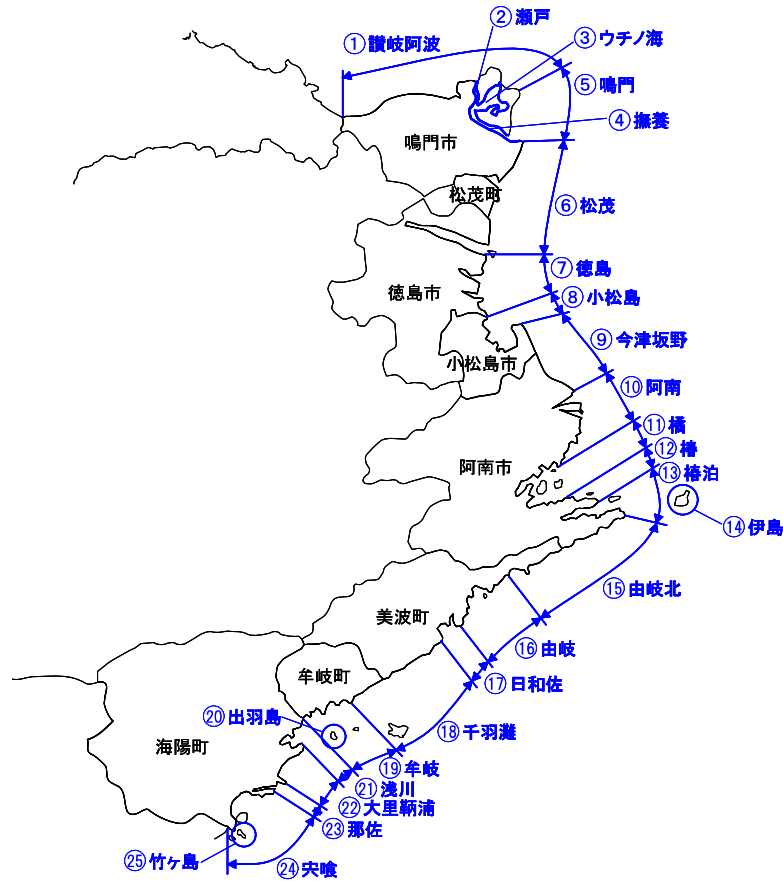 ②瀬戸
①讃岐阿波
③ウチノ海
⑤鳴門
④撫養
鳴門市
松茂町
⑥松茂
⑦徳島
徳島市
⑧小松島
⑨今津坂野
小松島市
⑩阿南
⑪橘
⑫椿
阿南市
⑬椿泊
⑭伊島
⑮由岐北
美波町
⑯由岐
牟岐町
⑰日和佐
⑳出羽島
⑱千羽灘
海陽町
⑲牟岐
㉑浅川
㉒大里鞆浦
㉓那佐
㉕竹ヶ島
㉔宍喰